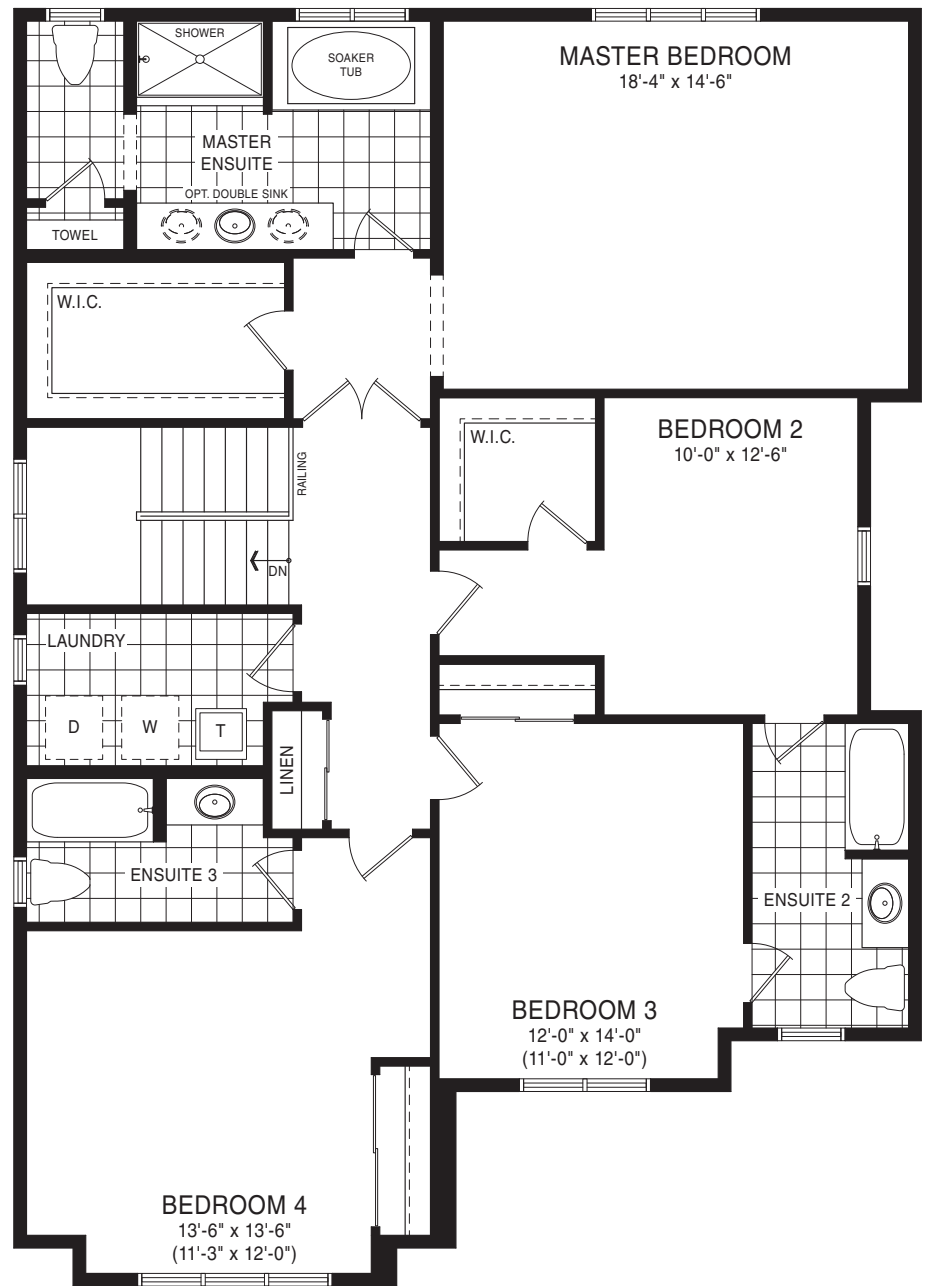 SHOWER
SOAKER
TUB
MASTER BEDROOM
18'-4" x 14'-6"
MASTER
ENSUITE
OPT. DOUBLE SINK
TOWEL
W.I.C.
W.I.C.
BEDROOM 2
10'-0" x 12'-6"
RAILING
DN
LAUNDRY
D
W
T
LINEN
ENSUITE 3
ENSUITE 2
BEDROOM 3
12'-0" x 14'-0"
(11'-0" x 12'-0")
BEDROOM 4
13'-6" x 13'-6"
(11'-3" x 12'-0")